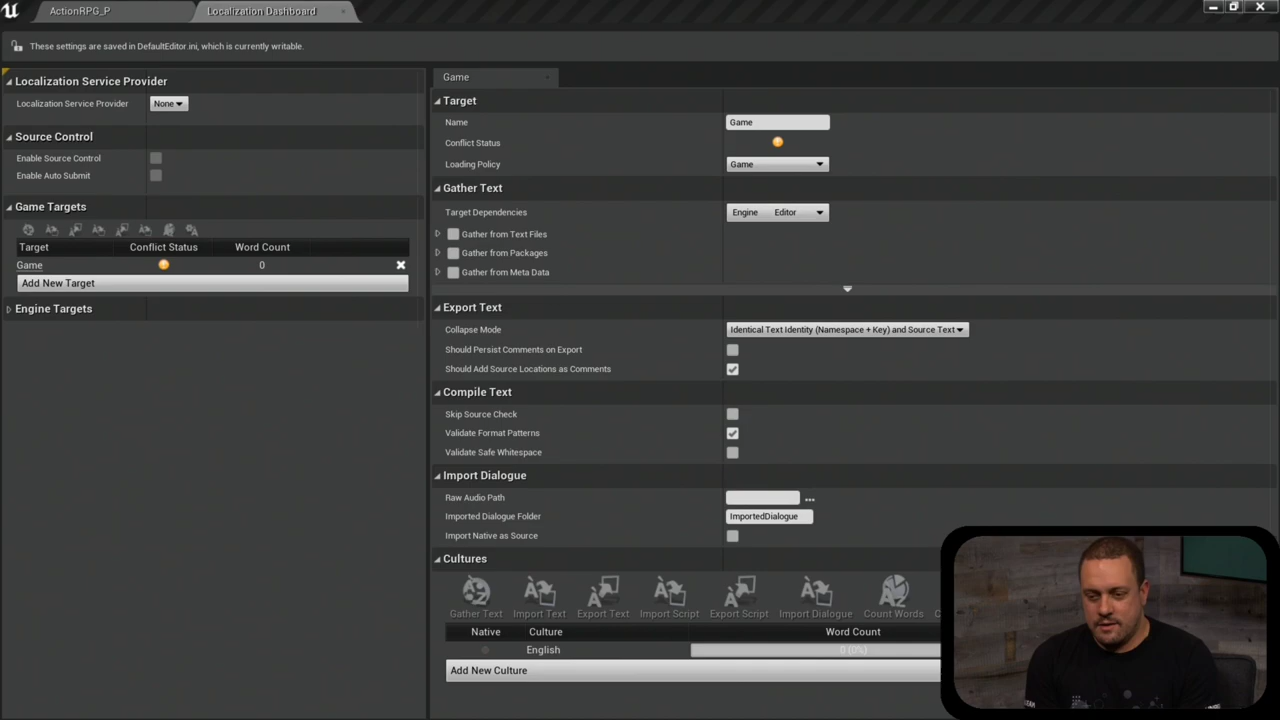 ActionRPG_P
Localization Dashboard
These settings are saved in DefaultEditor.ini, which is currently writable.
Localization Service Provider
Localization Service Provider
None
Source Control
Enable Source Control
Enable Auto Submit
Game Targets
Target Conflict Status Word Count
Game 0
Add New Target
Engine Targets
Game
Target
Name Game
Conflict Status
Loading Policy Game
Gather Text
Target Dependencies Engine Editor
Gather from Text Files
Gather from Packages
Gather from Meta Data
Export Text
Collapse Mode Identical Text Identity (Namespace + Key) and Source Text
Should Persist Comments on Export
Should Add Source Locations as Comments
Compile Text
Skip Source Check
Validate Format Patterns
Validate Safe Whitespace
Import Dialogue
Raw Audio Path
Imported Dialogue Folder ImportedDialogue
Import Native as Source
Cultures
Gather Text Import Text Export Text Import Script Export Script Import Dialogue Count Words
Native Culture Word Count
English 0 (0%)
Add New Culture